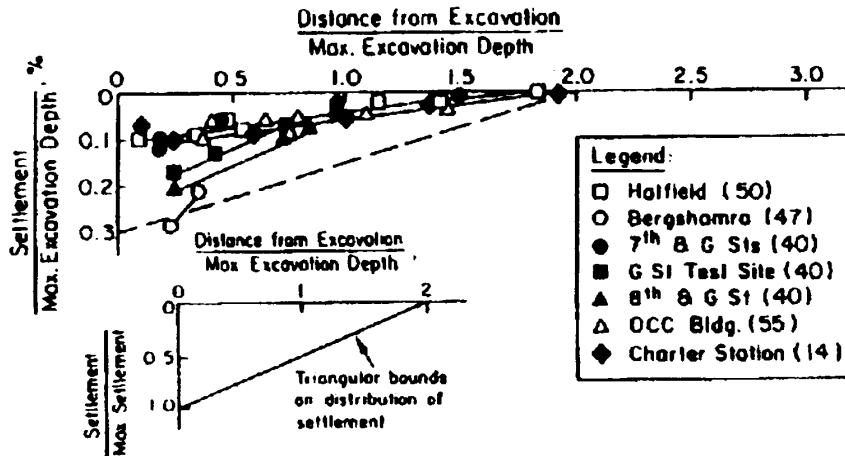 Distance from Excavation
Max. Excavation Depth
0 0.5 1.0 1.5 2.0 2.5 3.0
Settlement
Max. Excavation Depth, %
0
0.1
0.2
0.3
Legend:
Halfield (50)
Bergshamra (47)
7th & G Sts (40)
G St Test Site (40)
8th & G St (40)
OCC Bldg. (55)
Charter Station (14)
Distance from Excavation
Max Excavation Depth
0 1 2
Settlement
Max Settlement
0
0.5
1.0
Triangular bounds
on distribution of
settlement